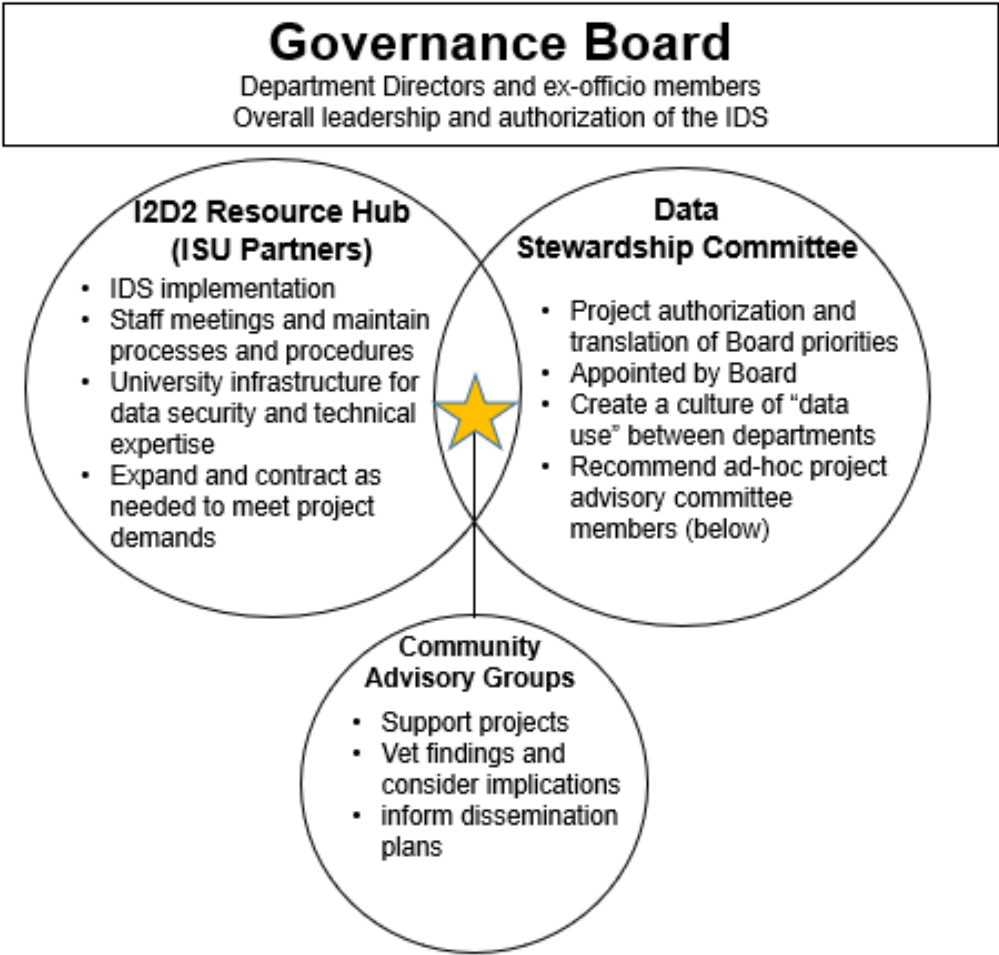 Governance Board
Department Directors and ex-officio members
Overall leadership and authorization of the IDS
I2D2 Resource Hub
(ISU Partners)
• IDS implementation
• Staff meetings and maintain
processes and procedures
• University infrastructure for
data security and technical
expertise
• Expand and contract as
needed to meet project
demands
Data
Stewardship Committee
• Project authorization and
translation of Board priorities
• Appointed by Board
• Create a culture of “data
use” between departments
• Recommend ad-hoc project
advisory committee
members (below)
Community
Advisory Groups
• Support projects
• Vet findings and
consider implications
• inform dissemination
plans